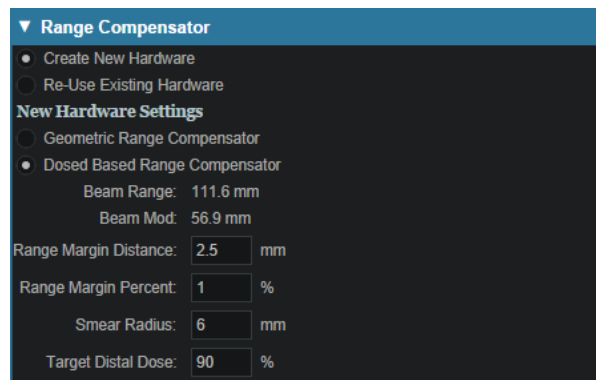 ▼ Range Compensator
Create New Hardware
Re-Use Existing Hardware
New Hardware Settings
Geometric Range Compensator
Dosed Based Range Compensator
Beam Range: 111.6 mm
Beam Mod: 56.9 mm
Range Margin Distance: 2.5 mm
Range Margin Percent: 1 %
Smear Radius: 6 mm
Target Distal Dose: 90 %